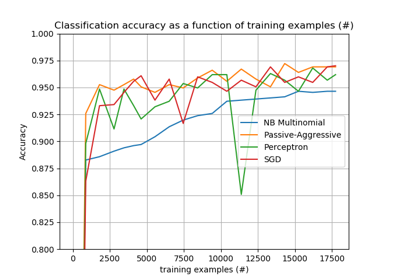 Classification accuracy as a function of training examples (#)
1.000
0.975
0.950
0.925
0.900
0.875
0.850
0.825
0.800
Accuracy
NB Multinomial
Passive-Aggressive
Perceptron
SGD
0 2500 5000 7500 10000 12500 15000 17500
training examples (#)